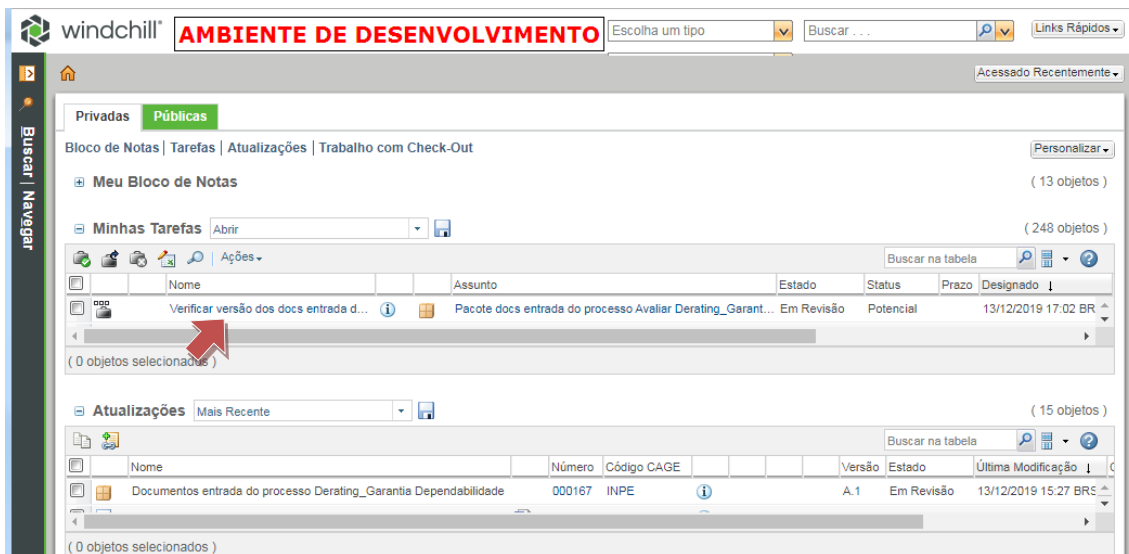 windchill® AMBIENTE DE DESENVOLVIMENTO Escolha um tipo Buscar . . . Links Rápidos
Acessado Recentemente
Buscar | Navegar
Privadas Públicas
Bloco de Notas | Tarefas | Atualizações | Trabalho com Check-Out Personalizar
Meu Bloco de Notas ( 13 objetos )
Minhas Tarefas Abrir ( 248 objetos )
Ações Buscar na tabela
Nome Assunto Estado Status Prazo Designado
Verificar versão dos docs entrada d... Pacote docs entrada do processo Avaliar Derating_Garant... Em Revisão Potencial 13/12/2019 17:02 BR
( 0 objetos selecionados )
Atualizações Mais Recente ( 15 objetos )
Buscar na tabela
Nome Número Código CAGE Versão Estado Última Modificação
Documentos entrada do processo Derating_Garantia Dependabilidade 000167 INPE A.1 Em Revisão 13/12/2019 15:27 BRS
( 0 objetos selecionados )